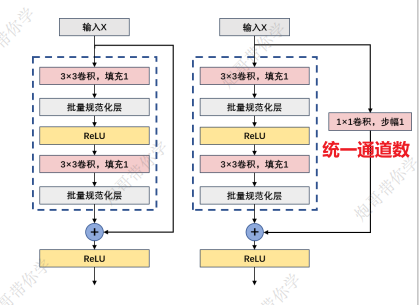 输入X
3×3卷积，填充1
批量规范化层
ReLU
3×3卷积，填充1
批量规范化层
+
ReLU
输入X
3×3卷积，填充1
批量规范化层
ReLU
3×3卷积，填充1
批量规范化层
+
ReLU
1×1卷积，步幅1
统一通道数
炮哥带你学